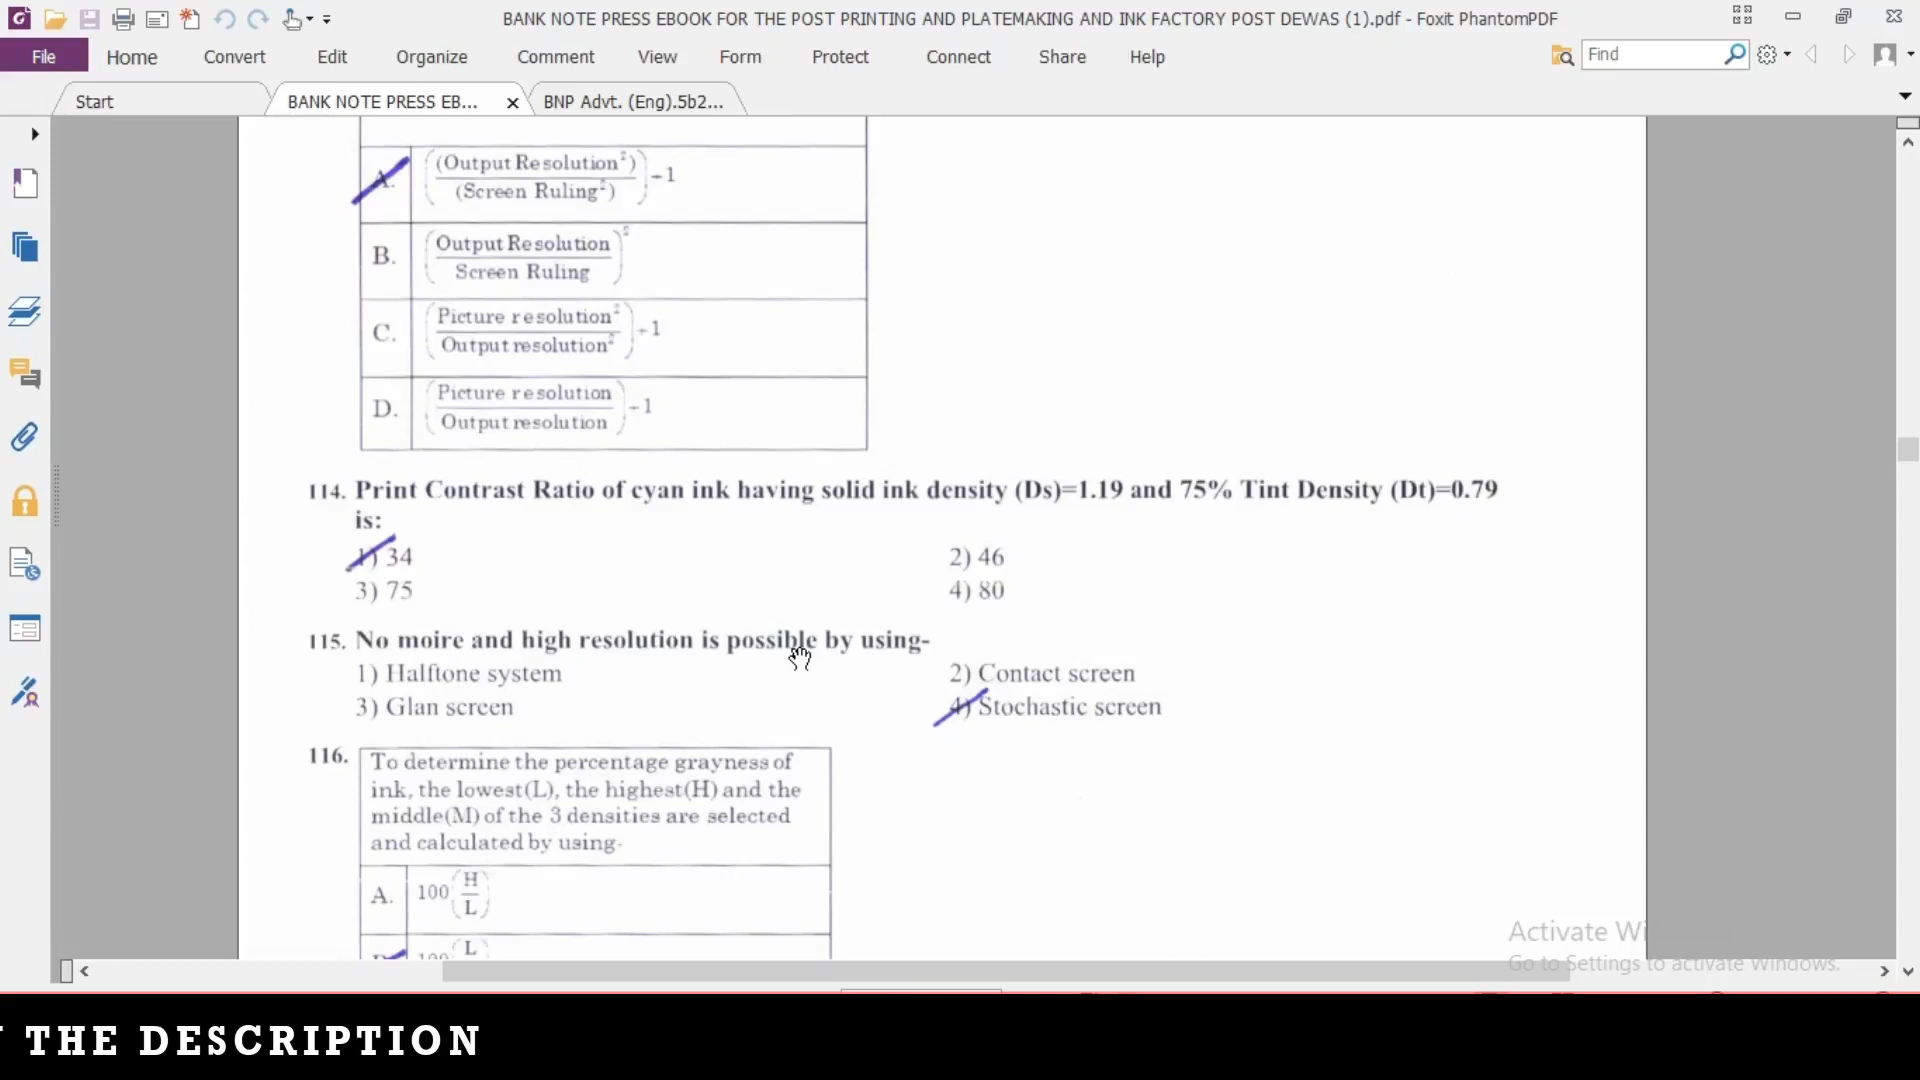 BANK NOTE PRESS EBOOK FOR THE POST PRINTING AND PLATEMAKING AND INK FACTORY POST DEWAS (1).pdf - Foxit PhantomPDF
File Home Convert Edit Organize Comment View Form Protect Connect Share Help Find
Start BANK NOTE PRESS EB... BNP Advt. (Eng).5b2...
A. ((Output Resolution²) / (Screen Ruling²)) -1
B. (Output Resolution / Screen Ruling)²
C. (Picture resolution² / Output resolution²) +1
D. (Picture resolution / Output resolution) -1
114. Print Contrast Ratio of cyan ink having solid ink density (Ds)=1.19 and 75% Tint Density (Dt)=0.79
is:
1) 34 2) 46
3) 75 4) 80
115. No moire and high resolution is possible by using-
1) Halftone system 2) Contact screen
3) Glan screen 4) Stochastic screen
116. To determine the percentage grayness of
ink, the lowest(L), the highest(H) and the
middle(M) of the 3 densities are selected
and calculated by using-
A. 100 (H / L)
100 (L
Activate Wi
Go to Settings to activate Windows.
THE DESCRIPTION